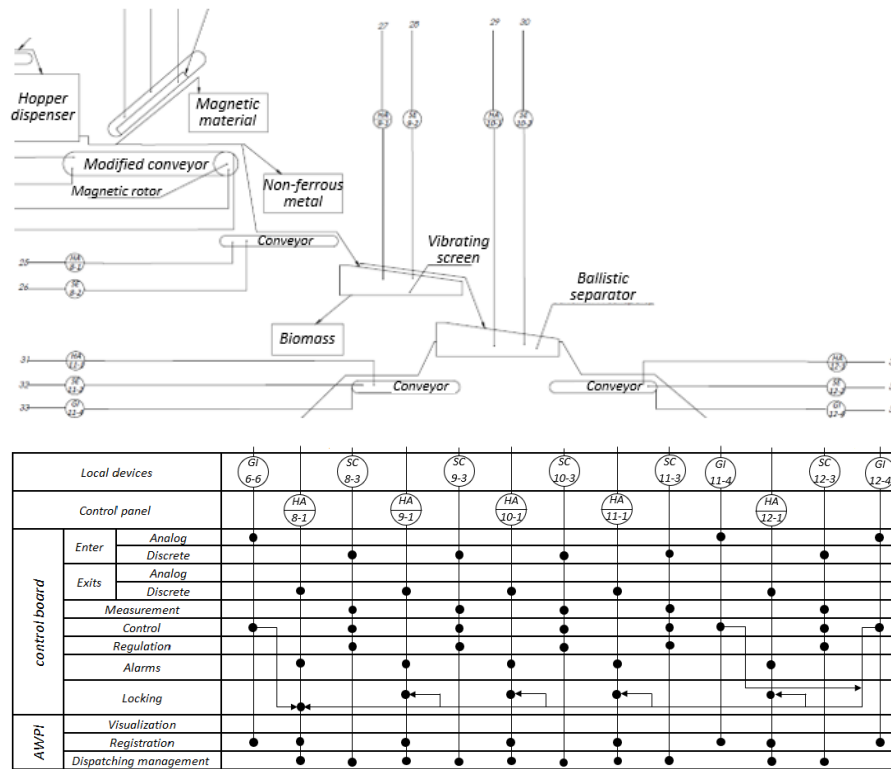 27
28
29
30
Hopper
dispenser
Magnetic
material
HA
9-1
SE
9-2
HA
10-1
SE
10-2
Modified conveyor
Magnetic rotor
Non-ferrous
metal
Conveyor
Vibrating
screen
25
HA
8-1
26
SE
8-2
Ballistic
separator
Biomass
31
HA
11-1
HA
12-1
32
SE
11-2
Conveyor
Conveyor
SE
12-2
33
GI
11-4
GI
12-4
Local devices
GI
6-6
SC
8-3
SC
9-3
SC
10-3
SC
11-3
GI
11-4
SC
12-3
GI
12-4
Control panel
HA
8-1
HA
9-1
HA
10-1
HA
11-1
HA
12-1
control board
Enter
Analog
Discrete
Exits
Analog
Discrete
Measurement
Control
Regulation
Alarms
Locking
AWPI
Visualization
Registration
Dispatching management